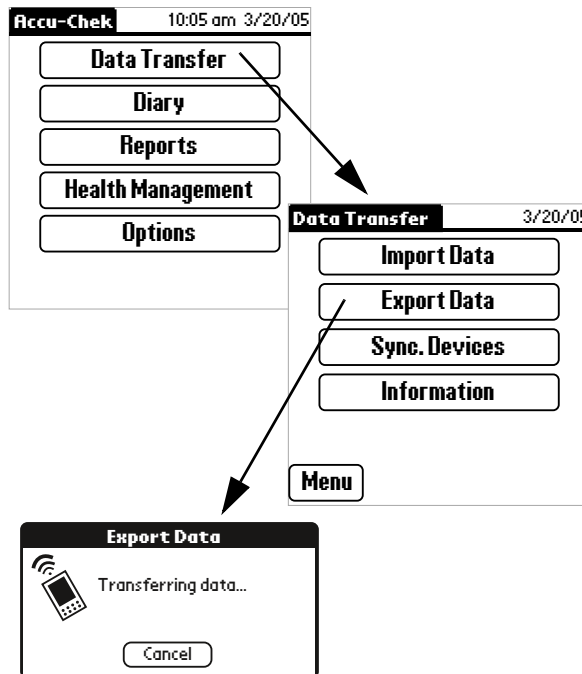 Accu-Chek 10:05 am 3/20/05
Data Transfer
Diary
Reports
Health Management
Options
Data Transfer 3/20/05
Import Data
Export Data
Sync. Devices
Information
Menu
Export Data
Transferring data...
Cancel